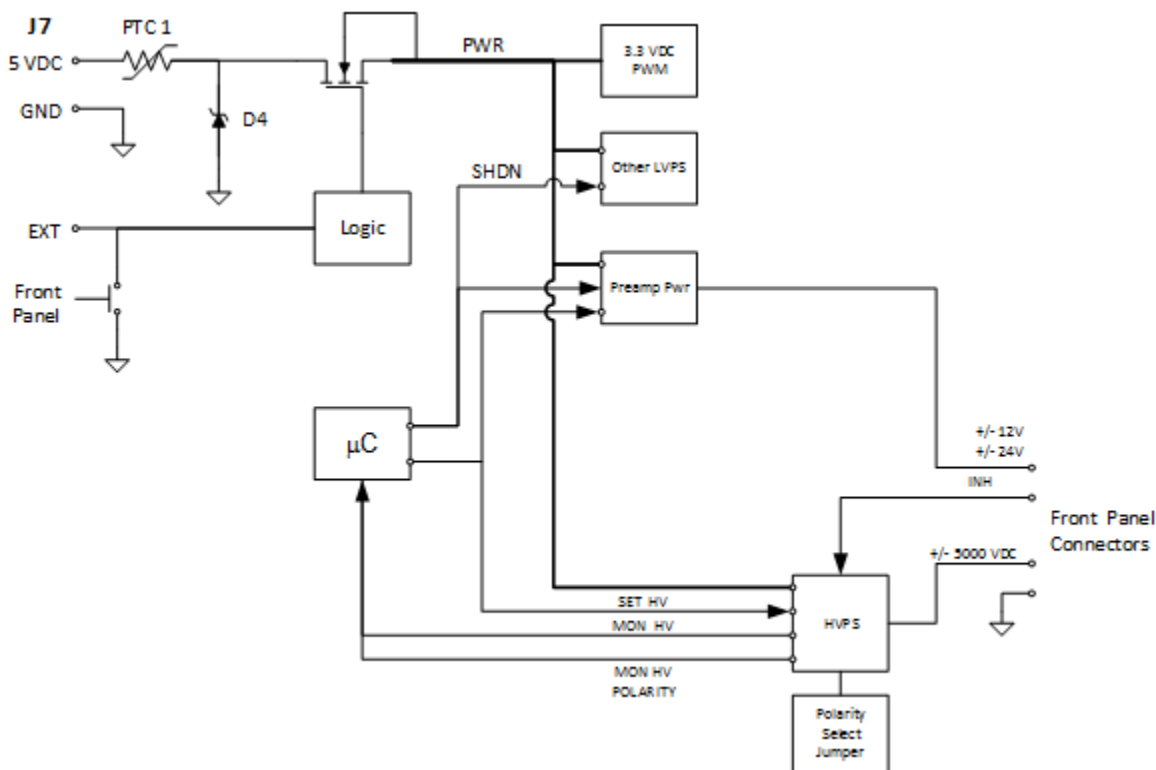 J7
PTC 1
5 VDC
PWR
3.3 VDC
PWM
GND
D4
Other LVPS
SHDN
EXT
Logic
Front
Panel
Preamp Pwr
μC
+/- 12V
+/- 24V
INH
Front Panel
Connectors
+/- 5000 VDC
SET HV
MON HV
HVPS
MON HV
POLARITY
Polarity
Select
Jumper